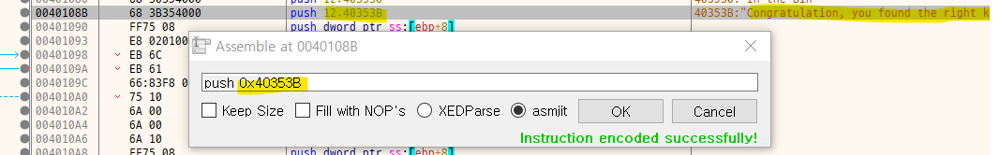 0040108B 68 3B354000 push 12.40353B 40353B:"Congratulation, you found the right k
00401090 FF75 08 push dword ptr ss:[ebp+8]
00401093 E8 020100
00401098 EB 6C
0040109A EB 61
0040109C 66:83F8 0
004010A0 75 10
004010A2 6A 00
004010A4 6A 00
004010A6 6A 10
004010A8 FF75 08 push dword ptr ss:[ebp+8]
Assemble at 0040108B
push 0x40353B
Keep Size Fill with NOP's XEDParse asmjit OK Cancel
Instruction encoded successfully!